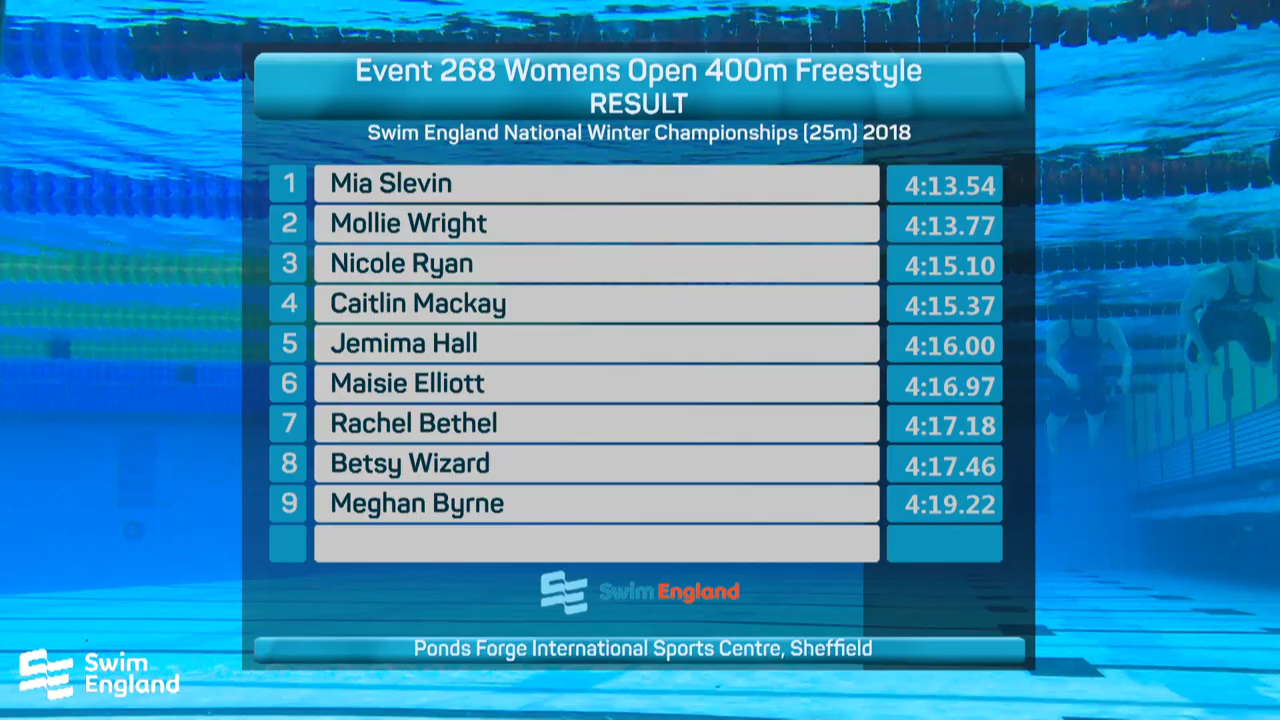 Event 268 Womens Open 400m Freestyle
RESULT
Swim England National Winter Championships (25m) 2018
1 Mia Slevin 4:13.54
2 Mollie Wright 4:13.77
3 Nicole Ryan 4:15.10
4 Caitlin Mackay 4:15.37
5 Jemima Hall 4:16.00
6 Maisie Elliott 4:16.97
7 Rachel Bethel 4:17.18
8 Betsy Wizard 4:17.46
9 Meghan Byrne 4:19.22
Swim England
Ponds Forge International Sports Centre, Sheffield
Swim
England